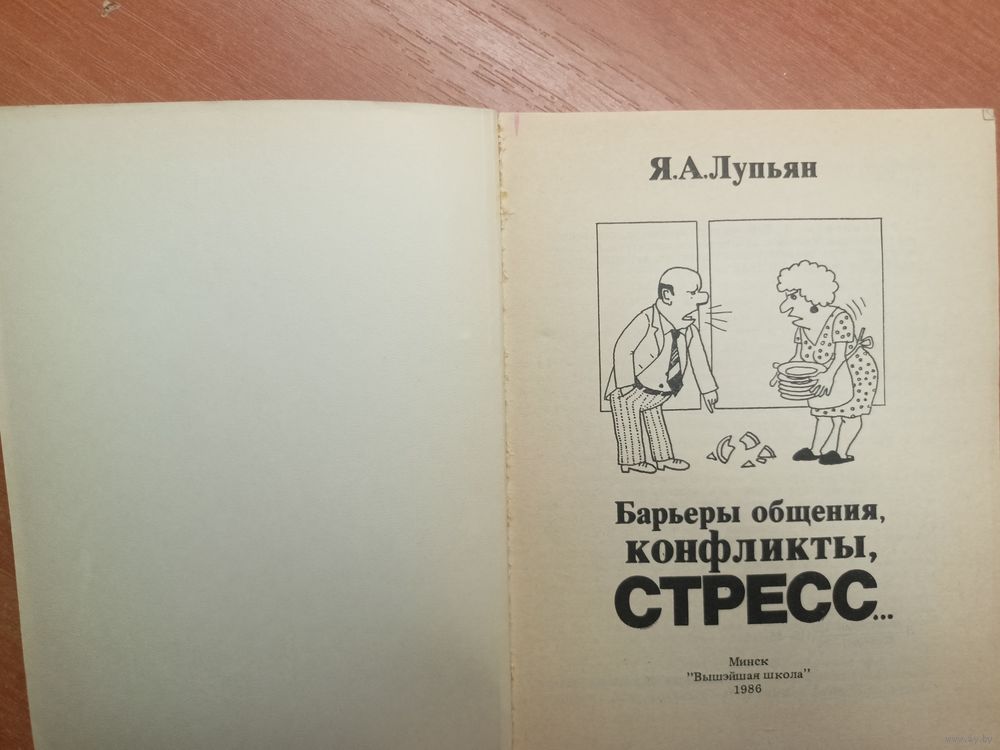 Я.А.Лупьян
Барьеры общения,
конфликты,
СТРЕСС...
Минск
"Вышэйшая школа"
1986